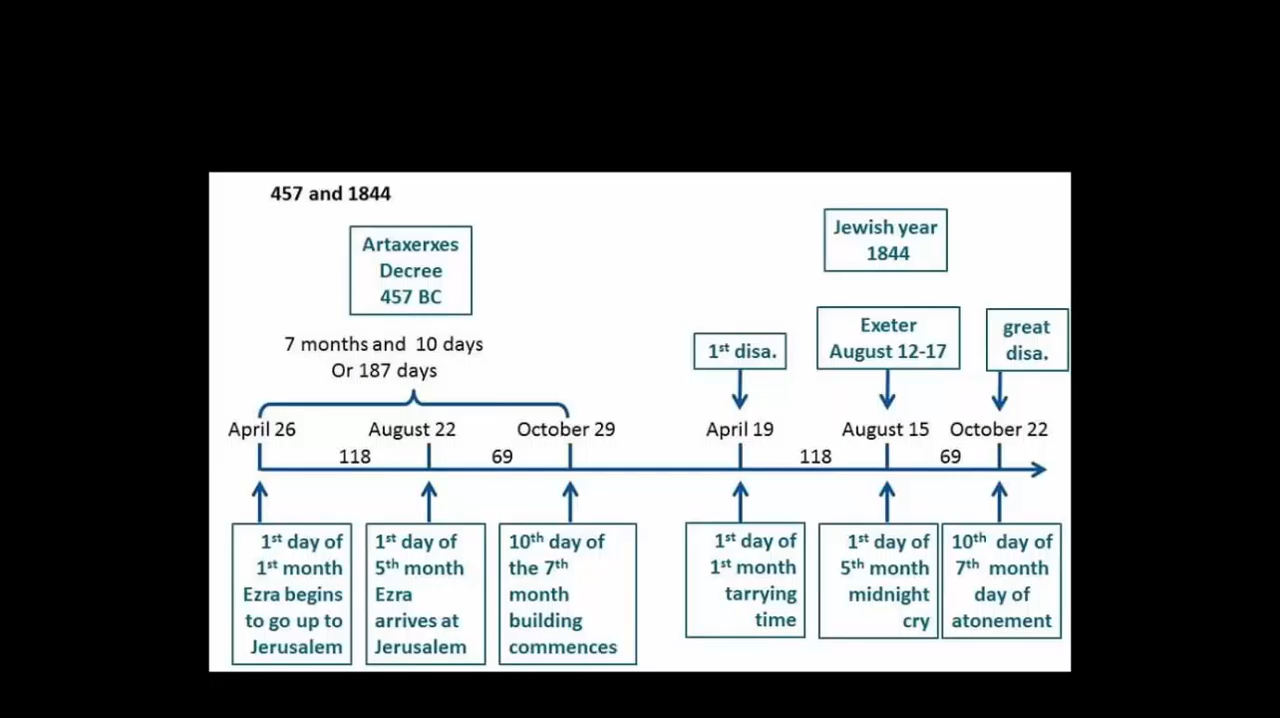 457 and 1844
Artaxerxes
Decree
457 BC
7 months and 10 days
Or 187 days
Jewish year
1844
1st disa.
Exeter
August 12-17
great
disa.
April 26
August 22
October 29
April 19
August 15
October 22
118
69
118
69
1st day of
1st month
Ezra begins
to go up to
Jerusalem
1st day of
5th month
Ezra
arrives at
Jerusalem
10th day of
the 7th
month
building
commences
1st day of
1st month
tarrying
time
1st day of
5th month
midnight
cry
10th day of
7th month
day of
atonement